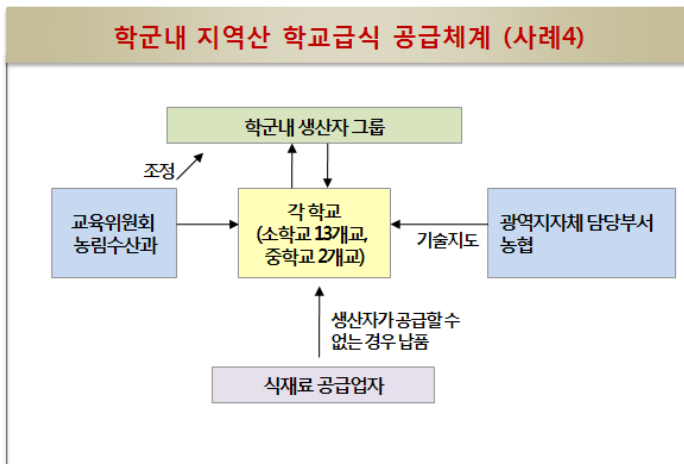 학군내 지역산 학교급식 공급체계 (사례4)
학군내 생산자 그룹
조정
교육위원회
농림수산과
각 학교
(소학교 13개교,
중학교 2개교)
기술지도
광역지자체 담당부서
농협
생산자가 공급할 수
없는 경우 납품
식재료 공급업자